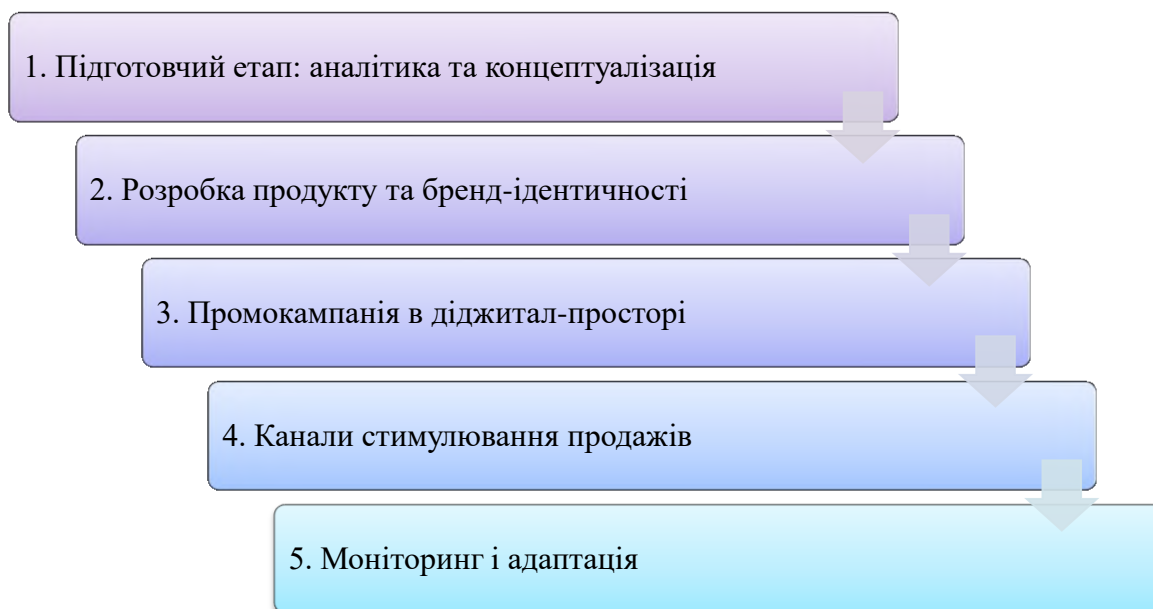 1. Підготовчий етап: аналітика та концептуалізація
2. Розробка продукту та бренд-ідентичності
3. Промокампанія в діджитал-просторі
4. Канали стимулювання продажів
5. Моніторинг і адаптація